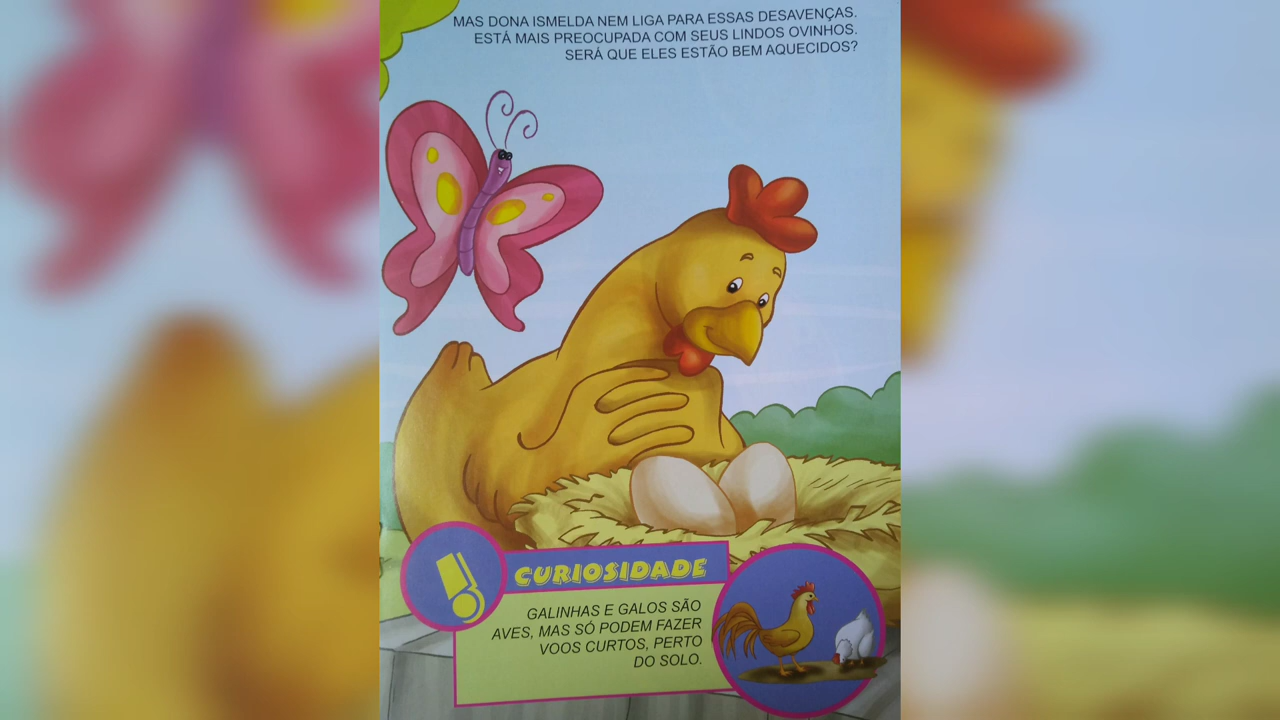 MAS DONA ISMELDA NEM LIGA PARA ESSAS DESAVENÇAS.
ESTÁ MAIS PREOCUPADA COM SEUS LINDOS OVINHOS.
SERÁ QUE ELES ESTÃO BEM AQUECIDOS?
CURIOSIDADE
GALINHAS E GALOS SÃO
AVES, MAS SÓ PODEM FAZER
VOOS CURTOS, PERTO
DO SOLO.